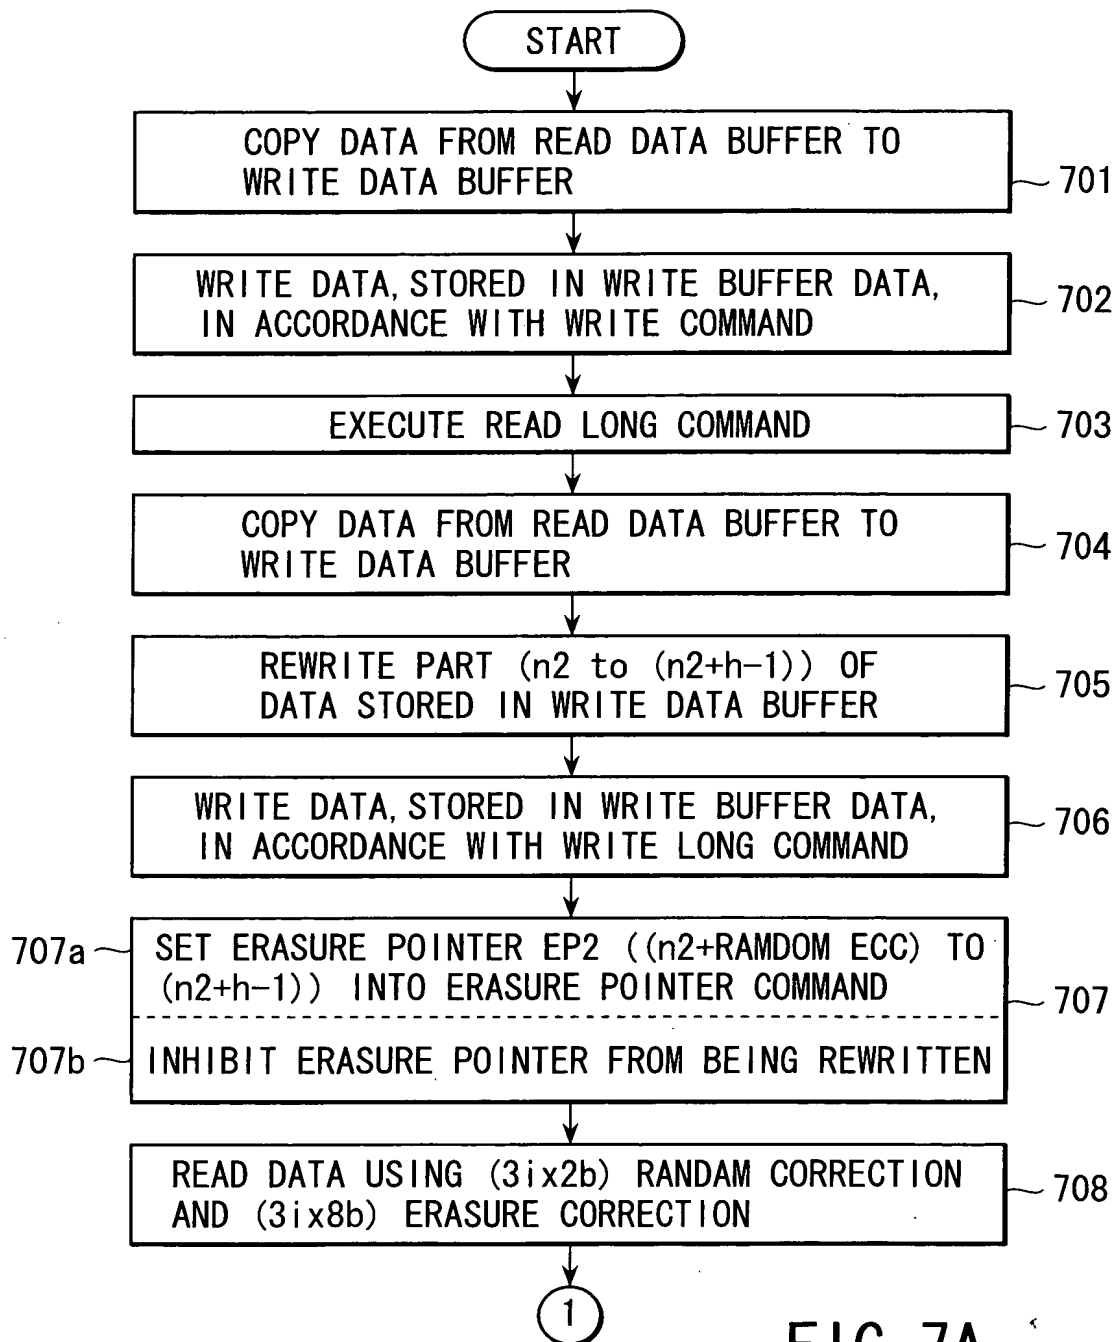 START
COPY DATA FROM READ DATA BUFFER TO
WRITE DATA BUFFER
701
WRITE DATA, STORED IN WRITE BUFFER DATA,
IN ACCORDANCE WITH WRITE COMMAND
702
EXECUTE READ LONG COMMAND
703
COPY DATA FROM READ DATA BUFFER TO
WRITE DATA BUFFER
704
REWRITE PART (n2 to (n2+h-1)) OF
DATA STORED IN WRITE DATA BUFFER
705
WRITE DATA, STORED IN WRITE BUFFER DATA,
IN ACCORDANCE WITH WRITE LONG COMMAND
706
707a
SET ERASURE POINTER EP2 ((n2+RAMDOM ECC) TO
(n2+h-1)) INTO ERASURE POINTER COMMAND
707
707b
INHIBIT ERASURE POINTER FROM BEING REWRITTEN
READ DATA USING (3ix2b) RANDAM CORRECTION
AND (3ix8b) ERASURE CORRECTION
708
1
FIG. 7A